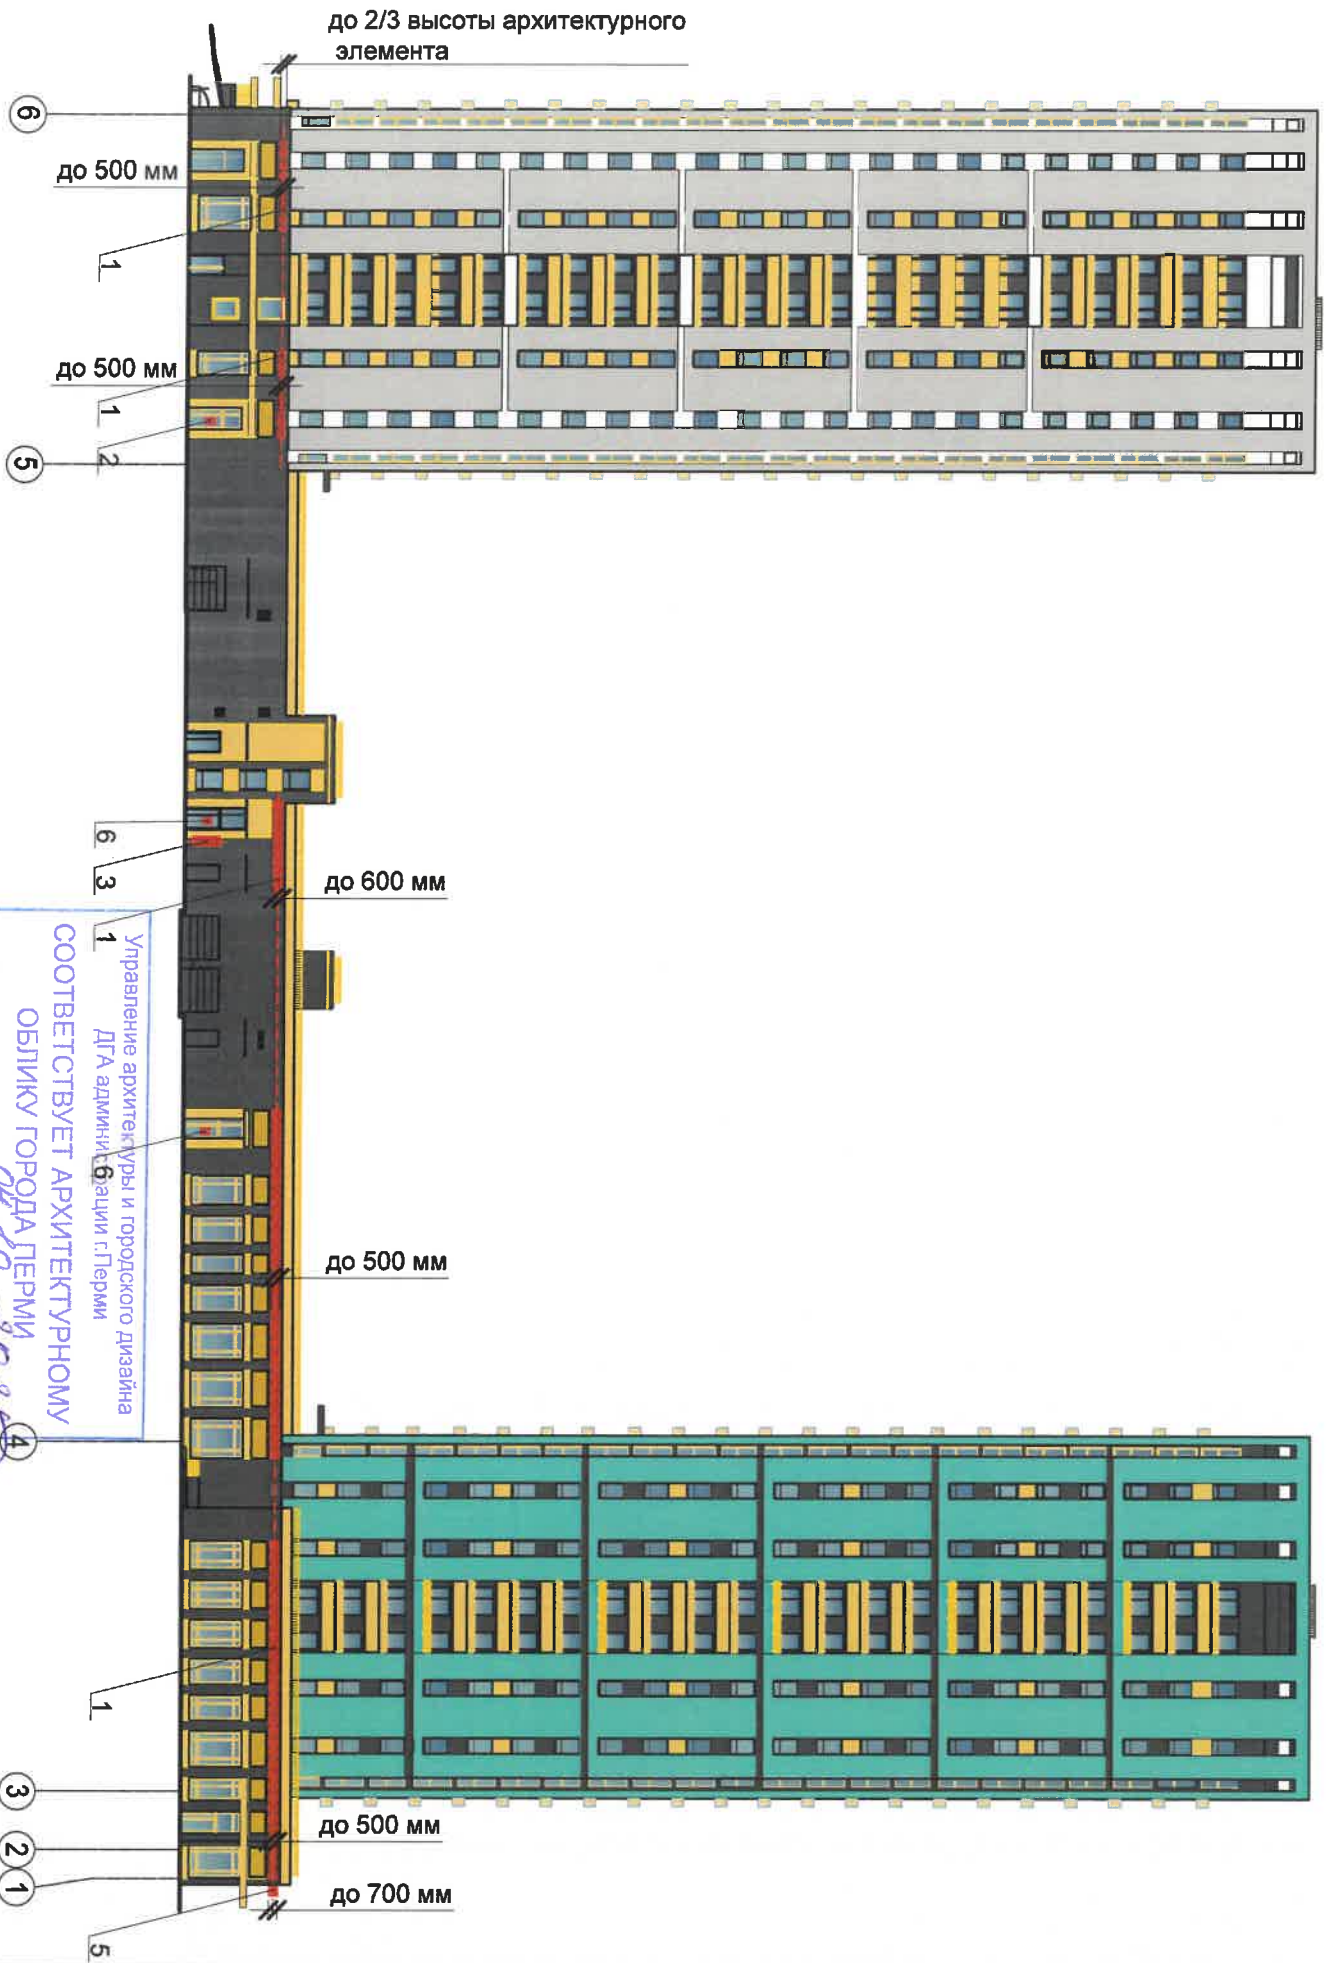 до 2/3 высоты архитектурного
элемента
6
до 500 мм
1
до 500 мм
1
2
5
6
3
до 600 мм
1
Управление архитектуры и городского дизайна
ДГА администрации г.Перми
СООТВЕТСТВУЕТ АРХИТЕКТУРНОМУ
ОБЛИКУ ГОРОДА ПЕРМИ
6
до 500 мм
4
1
3
до 500 мм
2
1
до 700 мм
5